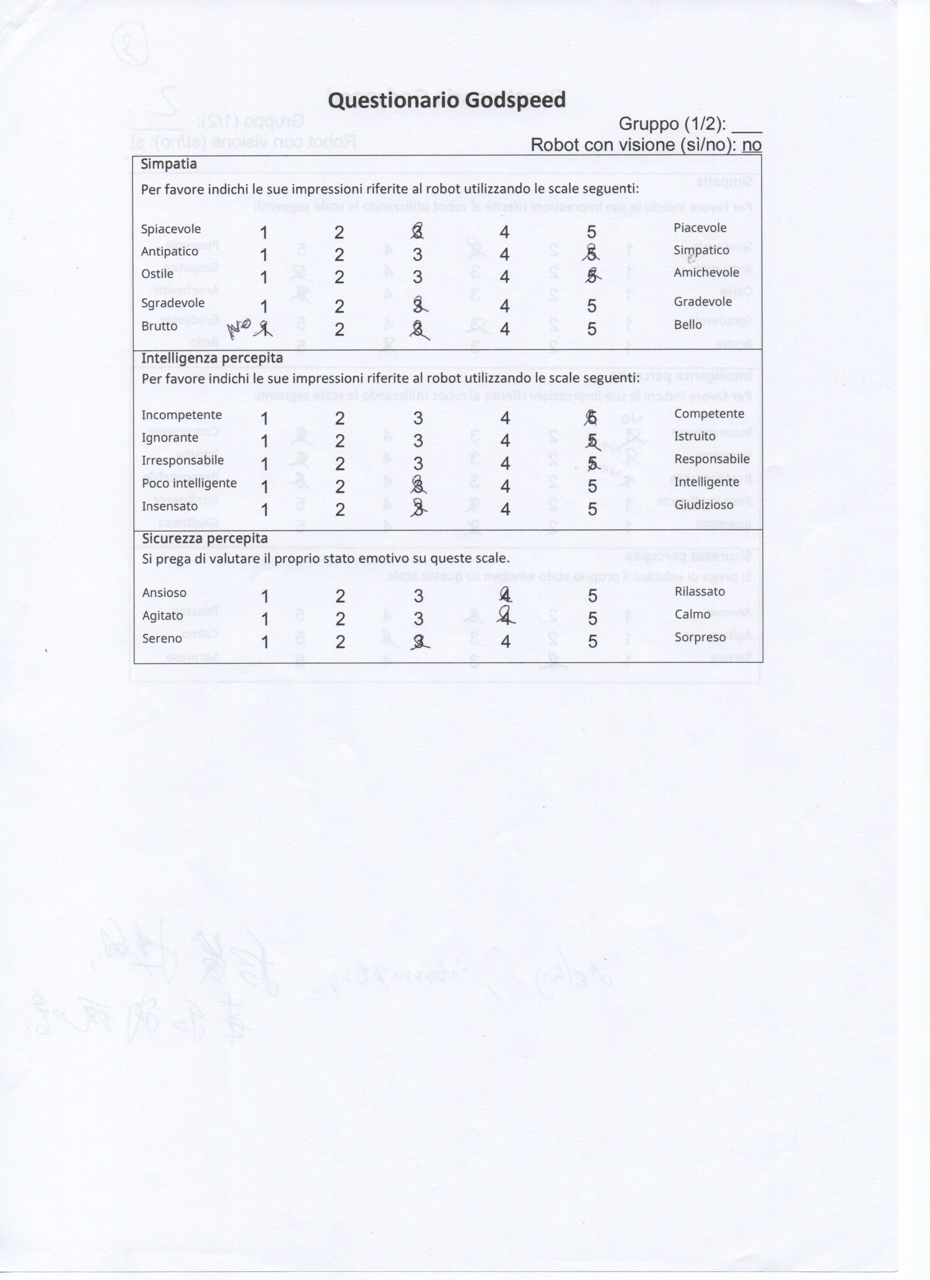 Questionario Godspeed
Gruppo (1/2): ___
Robot con visione (sì/no): no
Simpatia
Per favore indichi le sue impressioni riferite al robot utilizzando le scale seguenti:
Spiacevole 1 2 3 4 5 Piacevole
Antipatico 1 2 3 4 5 Simpatico
Ostile 1 2 3 4 5 Amichevole
Sgradevole 1 2 3 4 5 Gradevole
Brutto NO 1 2 3 4 5 Bello
Intelligenza percepita
Per favore indichi le sue impressioni riferite al robot utilizzando le scale seguenti:
Incompetente 1 2 3 4 5 Competente
Ignorante 1 2 3 4 5 Istruito
Irresponsabile 1 2 3 4 5 Responsabile
Poco intelligente 1 2 3 4 5 Intelligente
Insensato 1 2 3 4 5 Giudizioso
Sicurezza percepita
Si prega di valutare il proprio stato emotivo su queste scale.
Ansioso 1 2 3 4 5 Rilassato
Agitato 1 2 3 4 5 Calmo
Sereno 1 2 3 4 5 Sorpreso